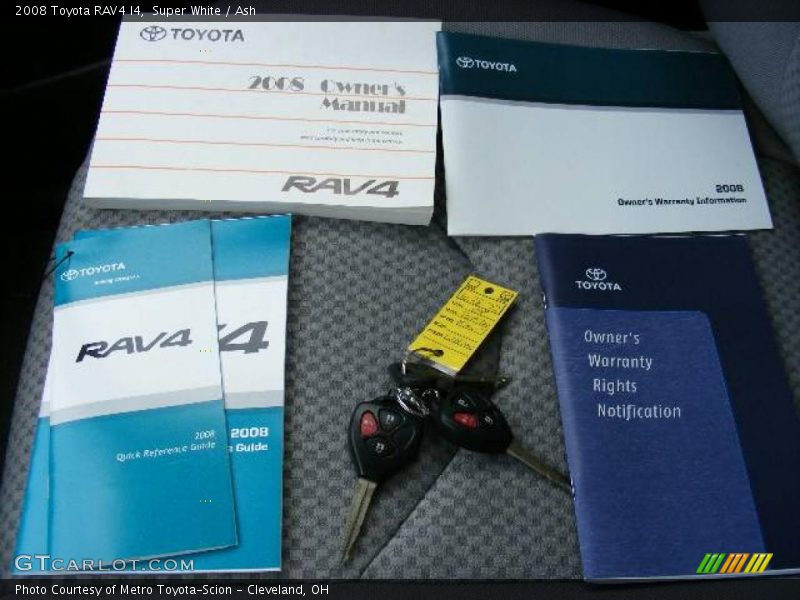 2008 Toyota RAV4 I4,  Super White / Ash
TOYOTA
2008 Owner's
Manual
RAV4
TOYOTA
2008
Owner's Warranty Information
TOYOTA
RAV4
2008
Quick Reference Guide
4
2008
Guide
TOYOTA
Owner's
Warranty
Rights
Notification
GTCARLOT.COM
Photo Courtesy of Metro Toyota-Scion - Cleveland, OH